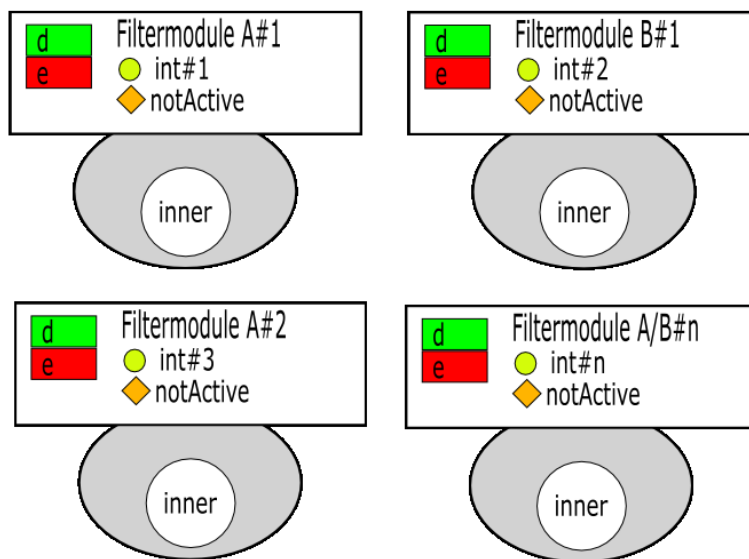 d
e
Filtermodule A#1
int#1
notActive
inner
d
e
Filtermodule B#1
int#2
notActive
inner
d
e
Filtermodule A#2
int#3
notActive
inner
d
e
Filtermodule A/B#n
int#n
notActive
inner